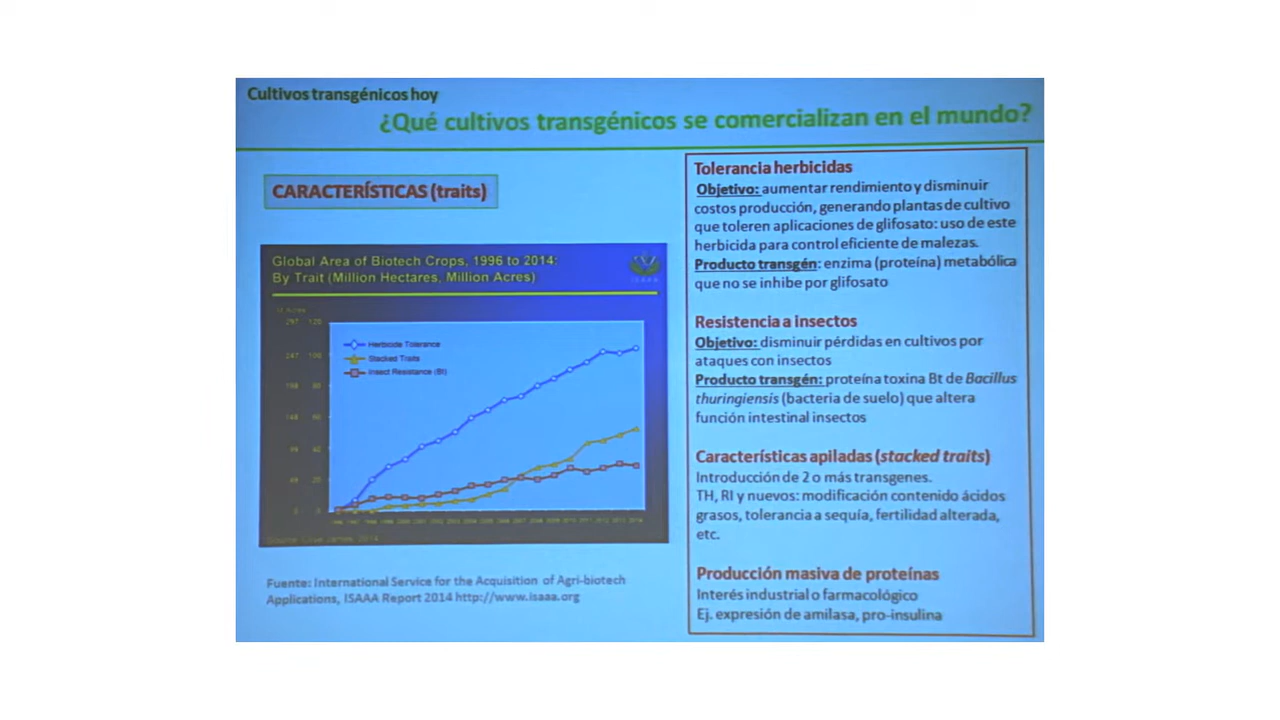 Cultivos transgénicos hoy
¿Qué cultivos transgénicos se comercializan en el mundo?
CARACTERÍSTICAS (traits)
Global Area of Biotech Crops, 1996 to 2014:
By Trait (Million Hectares, Million Acres)
ISAAA
M Acres
Herbicide Tolerance
Stacked Traits
Insect Resistance (Bt)
Source: Clive James, 2014
Fuente: International Service for the Acquisition of Agri-biotech
Applications, ISAAA Report 2014 http://www.isaaa.org
Tolerancia herbicidas
Objetivo: aumentar rendimiento y disminuir
costos producción, generando plantas de cultivo
que toleren aplicaciones de glifosato: uso de este
herbicida para control eficiente de malezas.
Producto transgén: enzima (proteína) metabólica
que no se inhibe por glifosato
Resistencia a insectos
Objetivo: disminuir pérdidas en cultivos por
ataques con insectos
Producto transgén: proteína toxina Bt de Bacillus
thuringiensis (bacteria de suelo) que altera
función intestinal insectos
Características apiladas (stacked traits)
Introducción de 2 o más transgenes.
TH, RI y nuevos: modificación contenido ácidos
grasos, tolerancia a sequía, fertilidad alterada,
etc.
Producción masiva de proteínas
Interés industrial o farmacológico
Ej. expresión de amilasa, pro-insulina